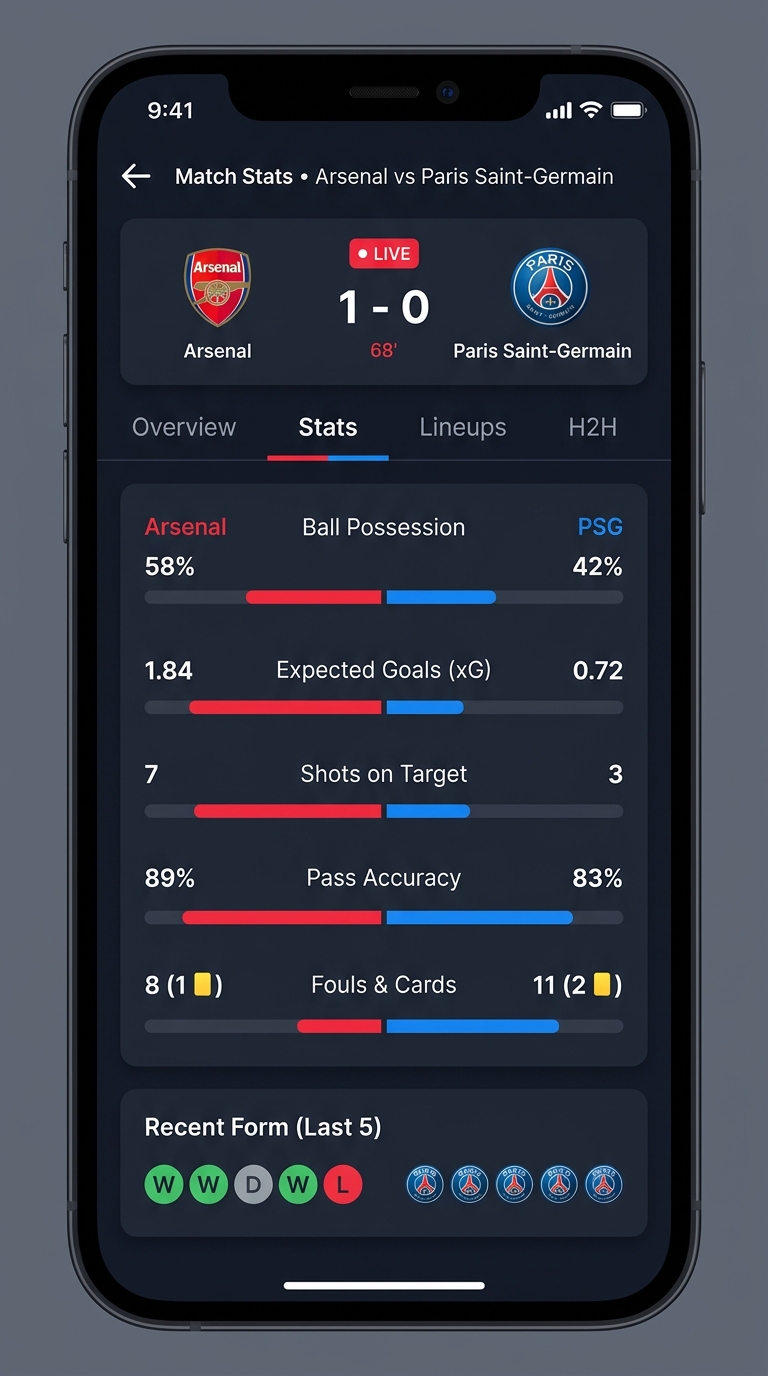 9:41
Match Stats • Arsenal vs Paris Saint-Germain
LIVE
Arsenal
PARIS
1 - 0
Arsenal
68'
Paris Saint-Germain
Overview Stats Lineups H2H
Arsenal Ball Possession PSG
58% 42%
1.84 Expected Goals (xG) 0.72
7 Shots on Target 3
89% Pass Accuracy 83%
8 (1 🟨) Fouls & Cards 11 (2 🟨)
Recent Form (Last 5)
W W D W L